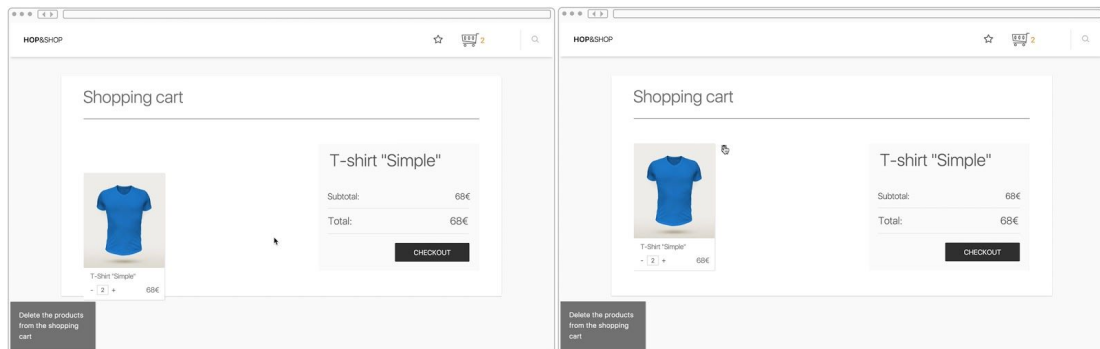 HOP&SHOP
2
Shopping cart
T-shirt "Simple"
Subtotal: 68€
Total: 68€
CHECKOUT
T-Shirt "Simple"
- 2 + 68€
Delete the products
from the shopping
cart
HOP&SHOP
2
Shopping cart
T-shirt "Simple"
Subtotal: 68€
Total: 68€
CHECKOUT
T-Shirt "Simple"
- 2 + 68€
Delete the products
from the shopping
cart